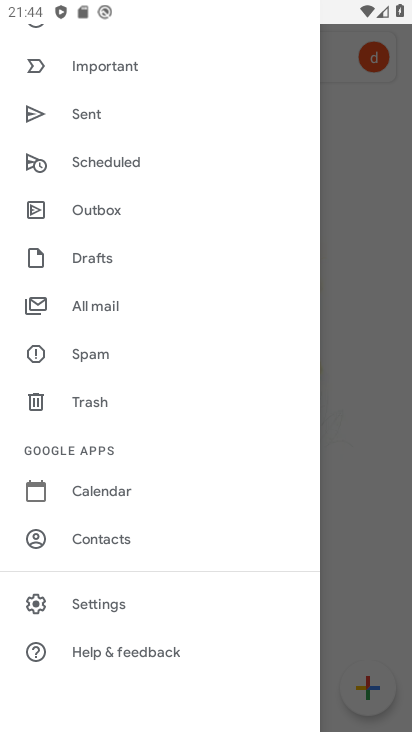 21:44
d
Important
Sent
Scheduled
Outbox
Drafts
All mail
Spam
Trash
GOOGLE APPS
Calendar
Contacts
Settings
Help & feedback